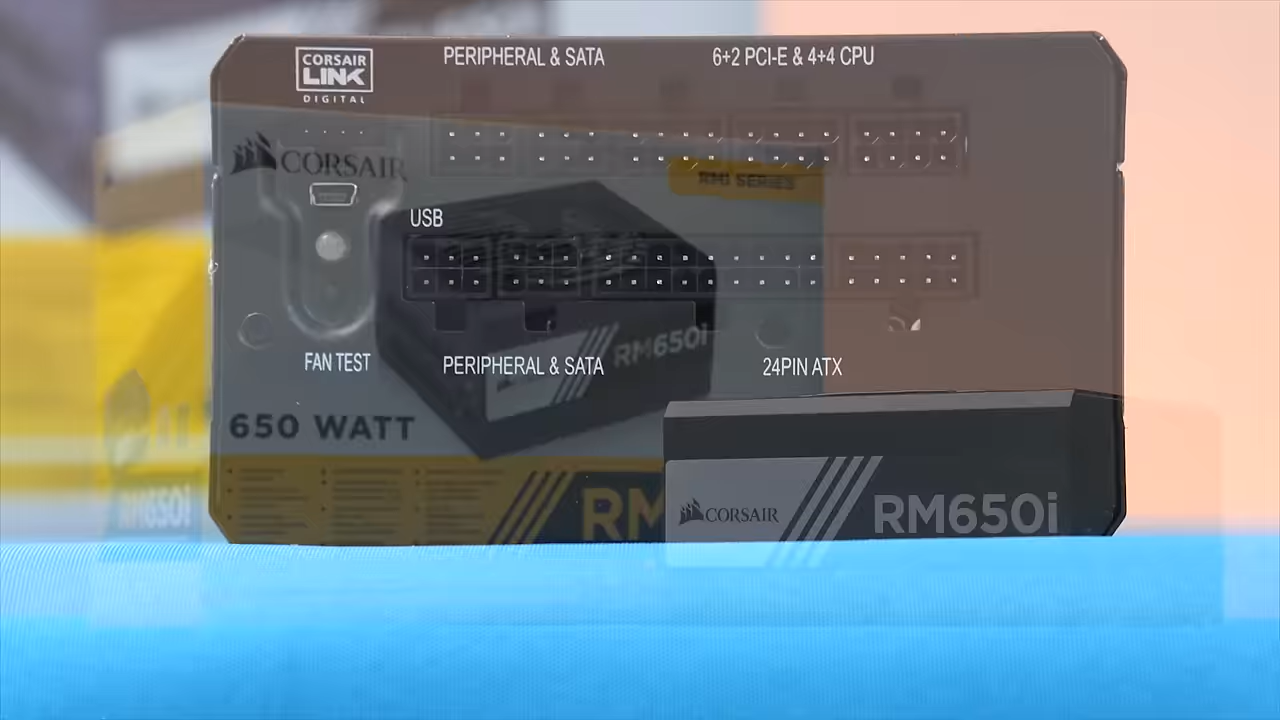 CORSAIR
LINK
DIGITAL
PERIPHERAL & SATA
6+2 PCI-E & 4+4 CPU
CORSAIR
RMI SERIES
USB
RM650i
FAN TEST
PERIPHERAL & SATA
24PIN ATX
650 WATT
RM650i
RM
CORSAIR
RM650i